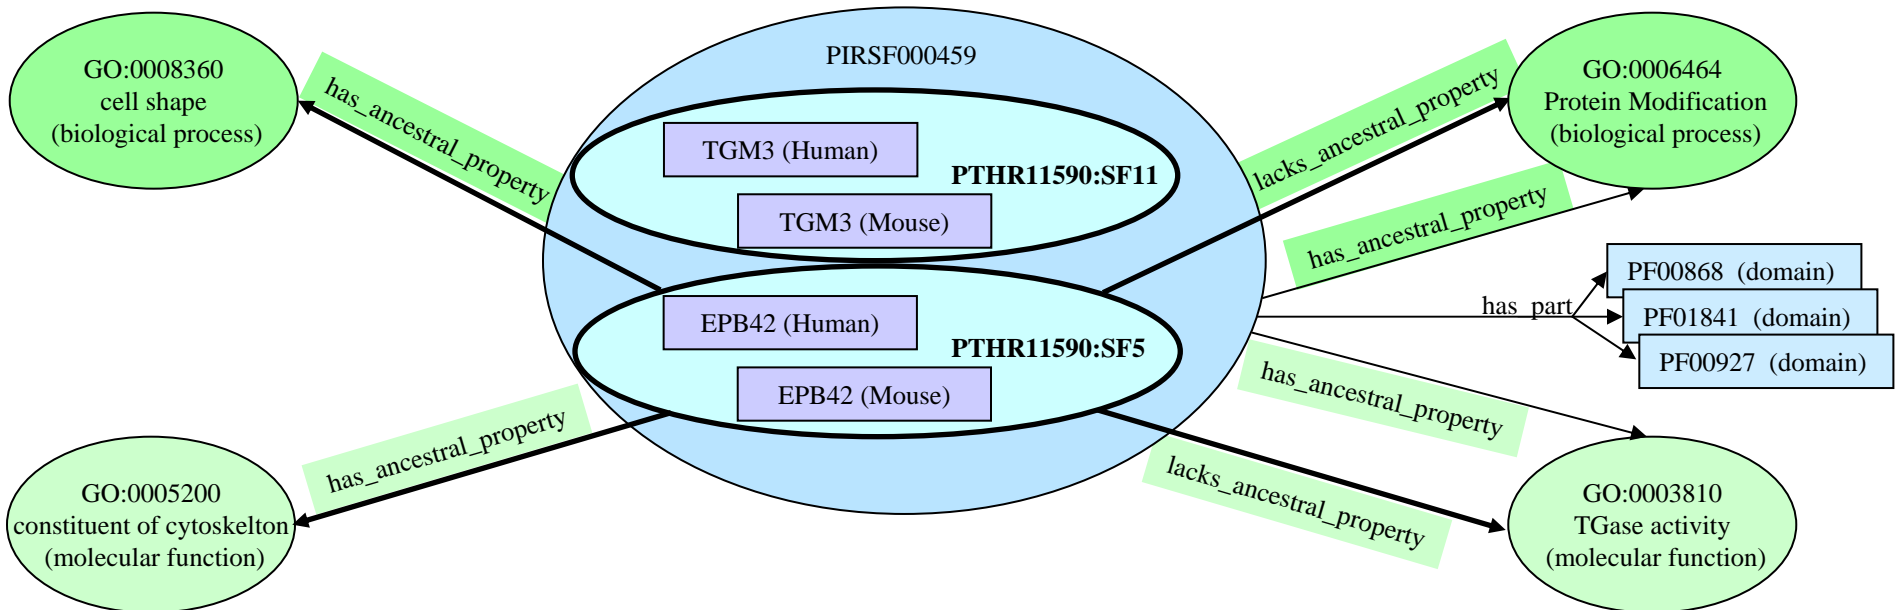 GO:0008360
cell shape
(biological process)
has_ancestral_property
PIRSF000459
TGM3 (Human)
PTHR11590:SF11
TGM3 (Mouse)
EPB42 (Human)
PTHR11590:SF5
EPB42 (Mouse)
lacks_ancestral_property
GO:0006464
Protein Modification
(biological process)
has_ancestral_property
has_part
PF00868 (domain)
PF01841 (domain)
PF00927 (domain)
has_ancestral_property
lacks_ancestral_property
has_ancestral_property
GO:0005200
constituent of cytoskelton
(molecular function)
GO:0003810
TGase activity
(molecular function)